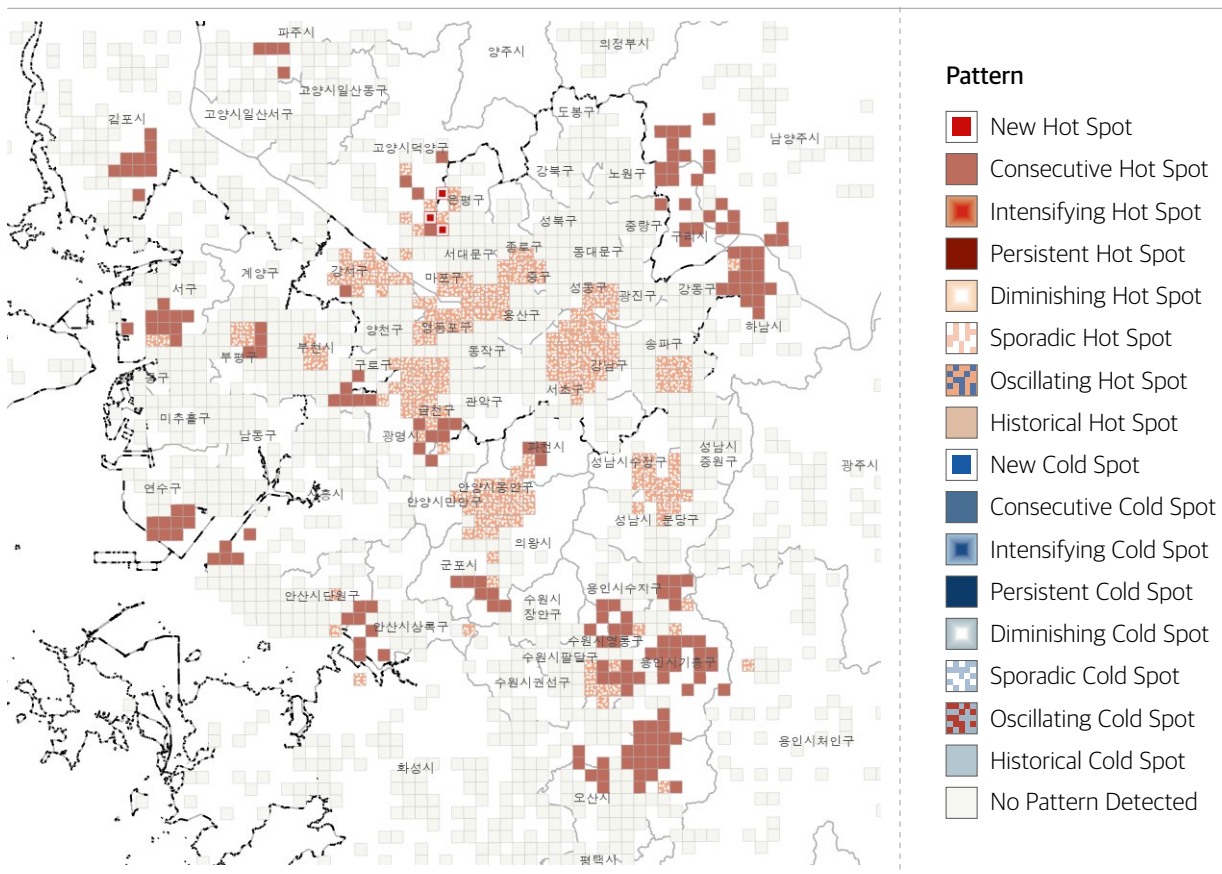 파주시
양주시
의정부시
고양시일산동구
고양시일산서구
김포시
도봉구
남양주시
고양시덕양구
강북구
노원구
은평구
성북구
중랑구
구리시
서대문구
종로구
동대문구
계양구
강서구
마포구
중구
서구
성동구
광진구
강동구
용산구
하남시
양천구
영등포구
부평구
부천시
동작구
송파구
구로구
강남구
서초구
관악구
금천구
미추홀구
남동구
광명시
과천시
성남시수정구
성남시
중원구
광주시
연수구
안양시동안구
안양시만안구
성남시 분당구
의왕시
군포시
용인시수지구
안산시단원구
수원시
장안구
안산시상록구
수원시영통구
수원시팔달구
용인시기흥구
수원시권선구
용인시처인구
화성시
오산시
평택시
Pattern
New Hot Spot
Consecutive Hot Spot
Intensifying Hot Spot
Persistent Hot Spot
Diminishing Hot Spot
Sporadic Hot Spot
Oscillating Hot Spot
Historical Hot Spot
New Cold Spot
Consecutive Cold Spot
Intensifying Cold Spot
Persistent Cold Spot
Diminishing Cold Spot
Sporadic Cold Spot
Oscillating Cold Spot
Historical Cold Spot
No Pattern Detected